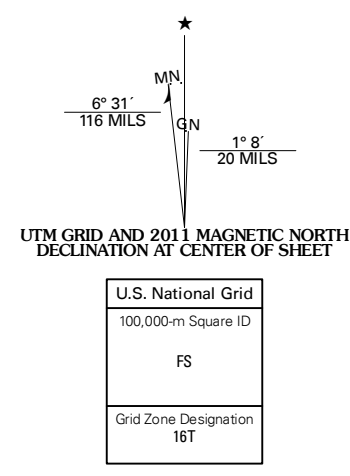 ★
MN
GN
6° 31´
116 MILS
1° 8´
20 MILS
UTM GRID AND 2011 MAGNETIC NORTH
DECLINATION AT CENTER OF SHEET
U.S. National Grid
100,000-m Square ID
FS
Grid Zone Designation
16T